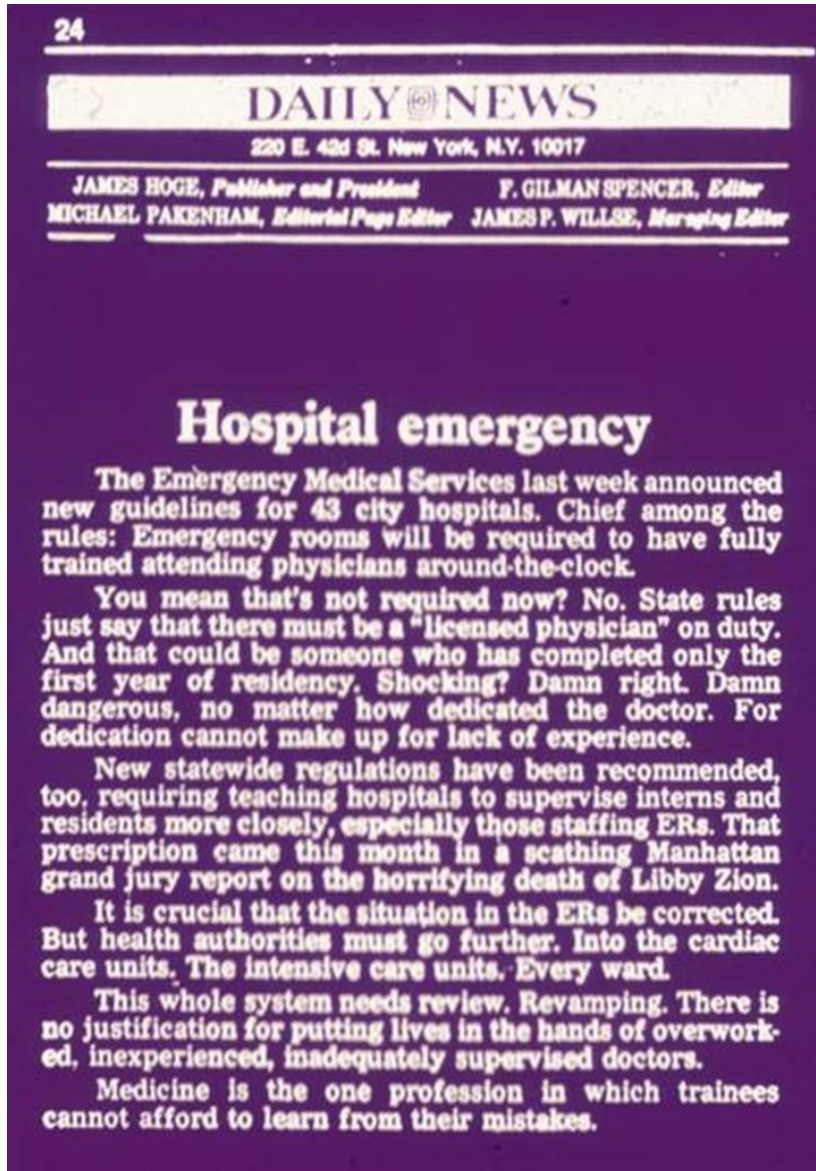 24
DAILY NEWS
220 E. 42d St. New York, N.Y. 10017
JAMES HOGE, Publisher and President F. GILMAN SPENCER, Editor
MICHAEL PAKENHAM, Editorial Page Editor JAMES P. WILLSE, Managing Editor
Hospital emergency
The Emergency Medical Services last week announced
new guidelines for 43 city hospitals. Chief among the
rules: Emergency rooms will be required to have fully
trained attending physicians around-the-clock.
You mean that's not required now? No. State rules
just say that there must be a "licensed physician" on duty.
And that could be someone who has completed only the
first year of residency. Shocking? Damn right. Damn
dangerous, no matter how dedicated the doctor. For
dedication cannot make up for lack of experience.
New statewide regulations have been recommended,
too, requiring teaching hospitals to supervise interns and
residents more closely, especially those staffing ERs. That
prescription came this month in a scathing Manhattan
grand jury report on the horrifying death of Libby Zion.
It is crucial that the situation in the ERs be corrected.
But health authorities must go further. Into the cardiac
care units. The intensive care units. Every ward.
This whole system needs review. Revamping. There is
no justification for putting lives in the hands of overwork-
ed, inexperienced, inadequately supervised doctors.
Medicine is the one profession in which trainees
cannot afford to learn from their mistakes.